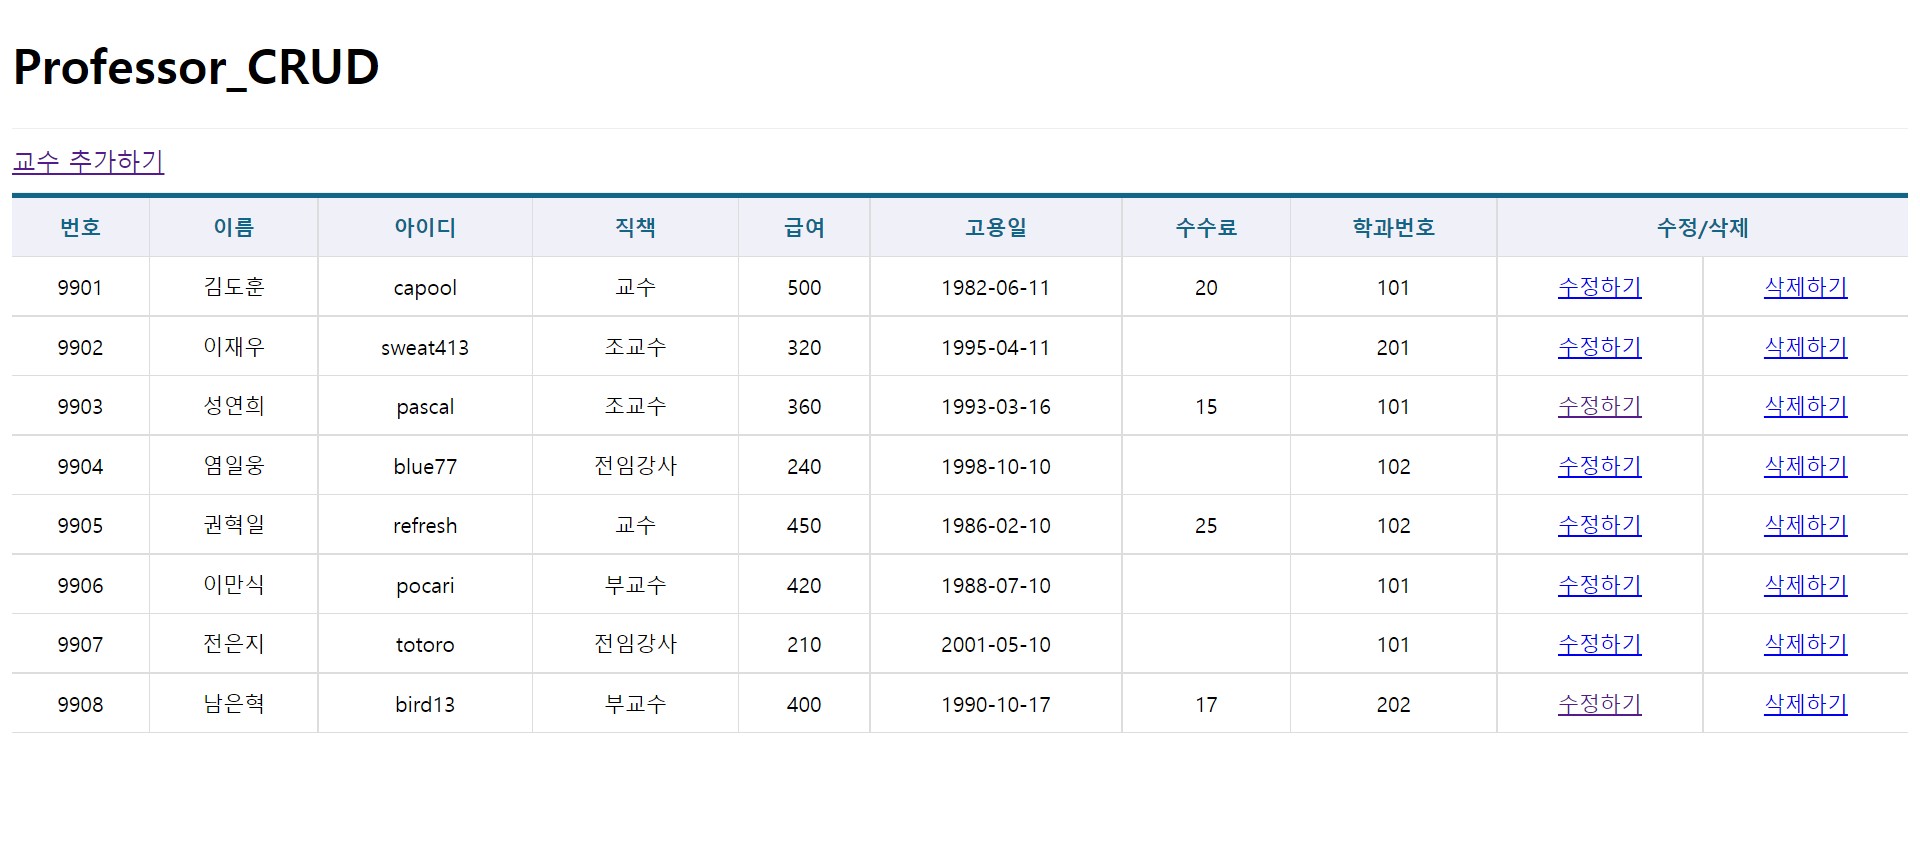 Professor_CRUD
교수 추가하기
번호 이름 아이디 직책 급여 고용일 수수료 학과번호 수정/삭제
9901 김도훈 capool 교수 500 1982-06-11 20 101 수정하기 삭제하기
9902 이재우 sweat413 조교수 320 1995-04-11 201 수정하기 삭제하기
9903 성연희 pascal 조교수 360 1993-03-16 15 101 수정하기 삭제하기
9904 염일웅 blue77 전임강사 240 1998-10-10 102 수정하기 삭제하기
9905 권혁일 refresh 교수 450 1986-02-10 25 102 수정하기 삭제하기
9906 이만식 pocari 부교수 420 1988-07-10 101 수정하기 삭제하기
9907 전은지 totoro 전임강사 210 2001-05-10 101 수정하기 삭제하기
9908 남은혁 bird13 부교수 400 1990-10-17 17 202 수정하기 삭제하기